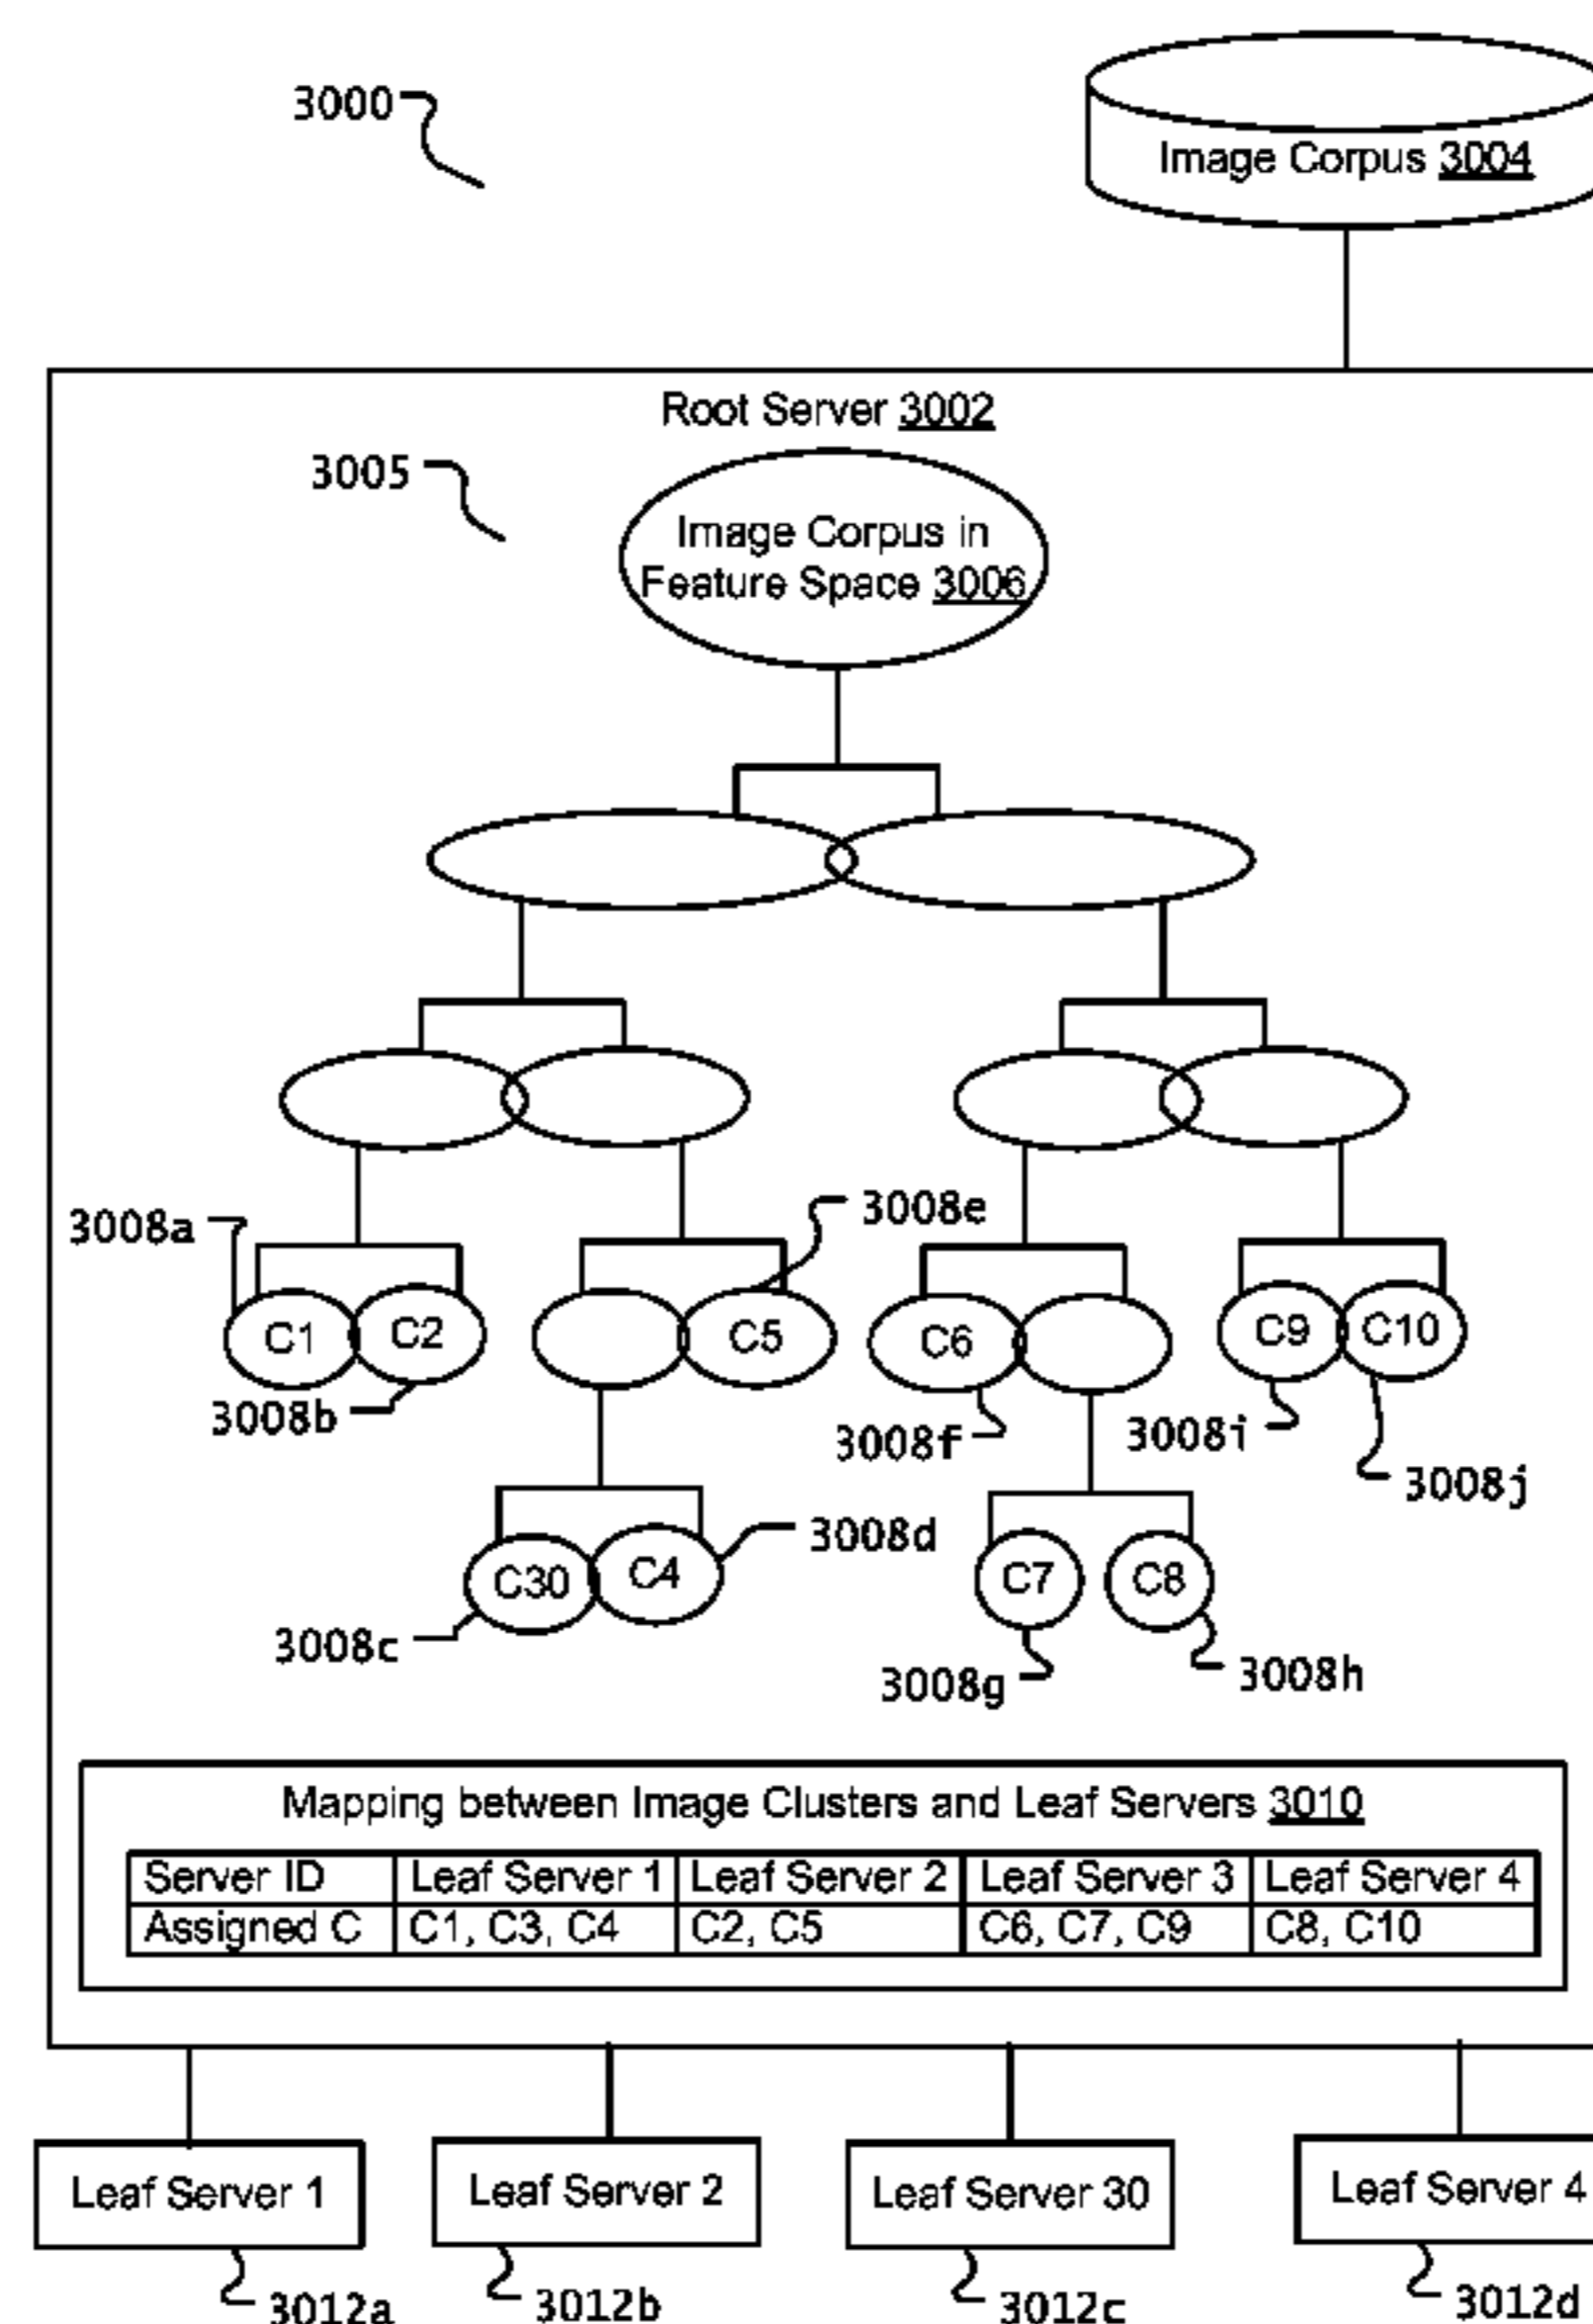 3000
Image Corpus 3004
Root Server 3002
3005
Image Corpus in
Feature Space 3006
3008a
3008e
C1
C2
C5
C6
C9
C10
3008b
3008f
3008i
3008j
C30
C4
3008d
C7
C8
3008c
3008g
3008h
Mapping between Image Clusters and Leaf Servers 3010
Server ID Leaf Server 1 Leaf Server 2 Leaf Server 3 Leaf Server 4
Assigned C C1, C3, C4 C2, C5 C6, C7, C9 C8, C10
Leaf Server 1
Leaf Server 2
Leaf Server 30
Leaf Server 4
3012a
3012b
3012c
3012d